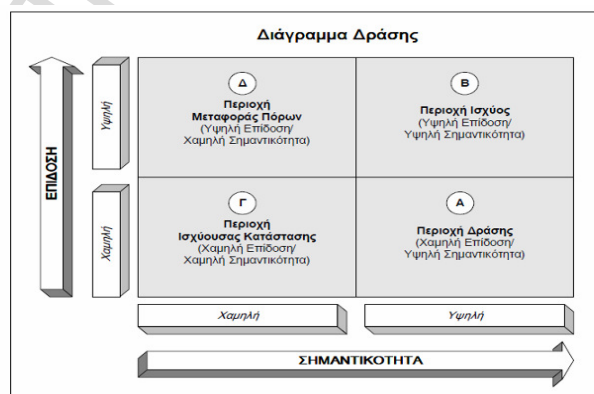 Διάγραμμα Δράσης
ΕΠΙΔΟΣΗ
Υψηλή
Δ
Περιοχή
Μεταφοράς Πόρων
(Υψηλή Επίδοση/
Χαμηλή Σημαντικότητα)
Β
Περιοχή Ισχύος
(Υψηλή Επίδοση/
Υψηλή Σημαντικότητα)
Χαμηλή
Γ
Περιοχή
Ισχύουσας Κατάστασης
(Χαμηλή Επίδοση/
Χαμηλή Σημαντικότητα)
Α
Περιοχή Δράσης
(Χαμηλή Επίδοση/
Υψηλή Σημαντικότητα)
Χαμηλή
Υψηλή
ΣΗΜΑΝΤΙΚΟΤΗΤΑ